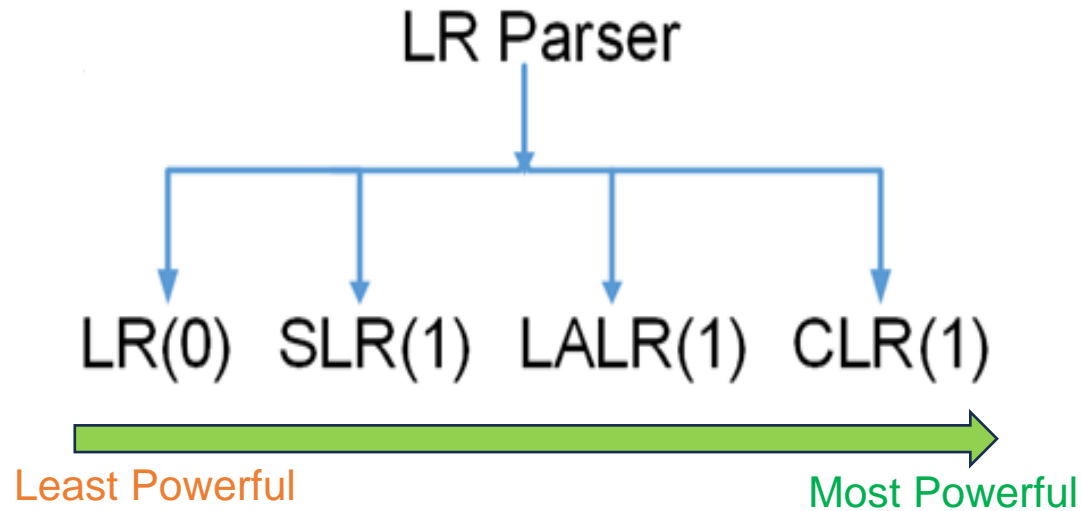 LR Parser
LR(0) SLR(1) LALR(1) CLR(1)
Least Powerful
Most Powerful